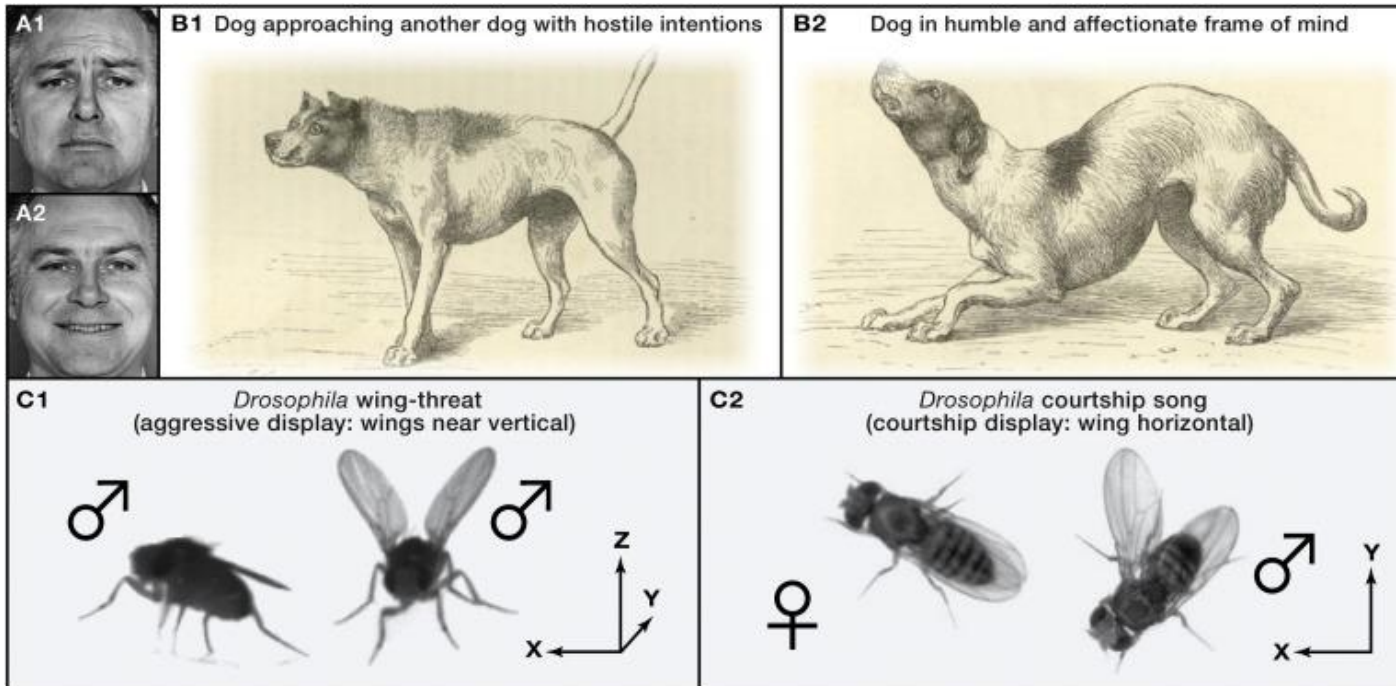 A1
B1 Dog approaching another dog with hostile intentions
B2 Dog in humble and affectionate frame of mind
A2
C1 Drosophila wing-threat
(aggressive display: wings near vertical)
♂
♂
Z
Y
X
C2 Drosophila courtship song
(courtship display: wing horizontal)
♀
♂
Y
X